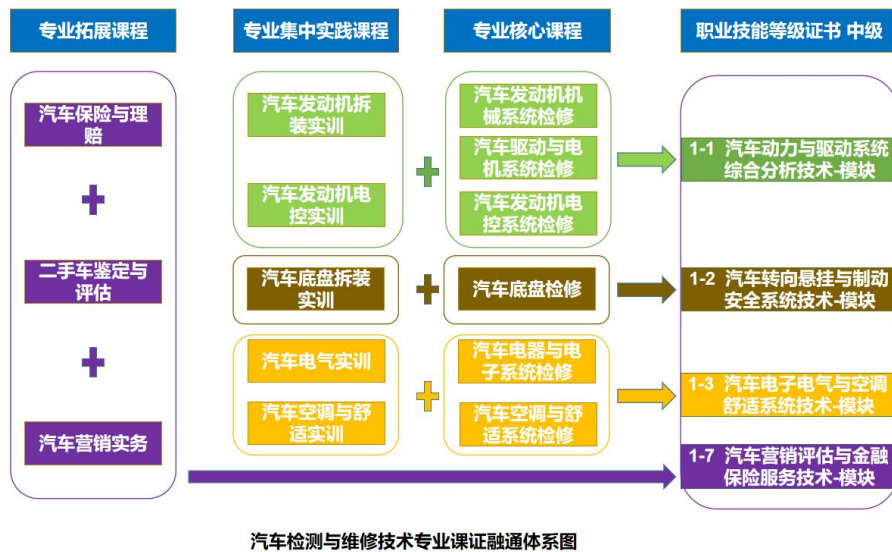 专业拓展课程
专业集中实践课程
专业核心课程
职业技能等级证书 中级
汽车保险与理
赔
+
二手车鉴定与
评估
+
汽车营销实务
汽车发动机拆
装实训
汽车发动机电
控实训
+
汽车发动机机
械系统检修
汽车驱动与电
机系统检修
汽车发动机电
控系统检修
1-1 汽车动力与驱动系统
综合分析技术-模块
汽车底盘拆装
实训
+
汽车底盘检修
1-2 汽车转向悬挂与制动
安全系统技术-模块
汽车电气实训
汽车空调与舒
适实训
+
汽车电器与电
子系统检修
汽车空调与舒
适系统检修
1-3 汽车电子电气与空调
舒适系统技术-模块
1-7 汽车营销评估与金融
保险服务技术-模块
汽车检测与维修技术专业课证融通体系图